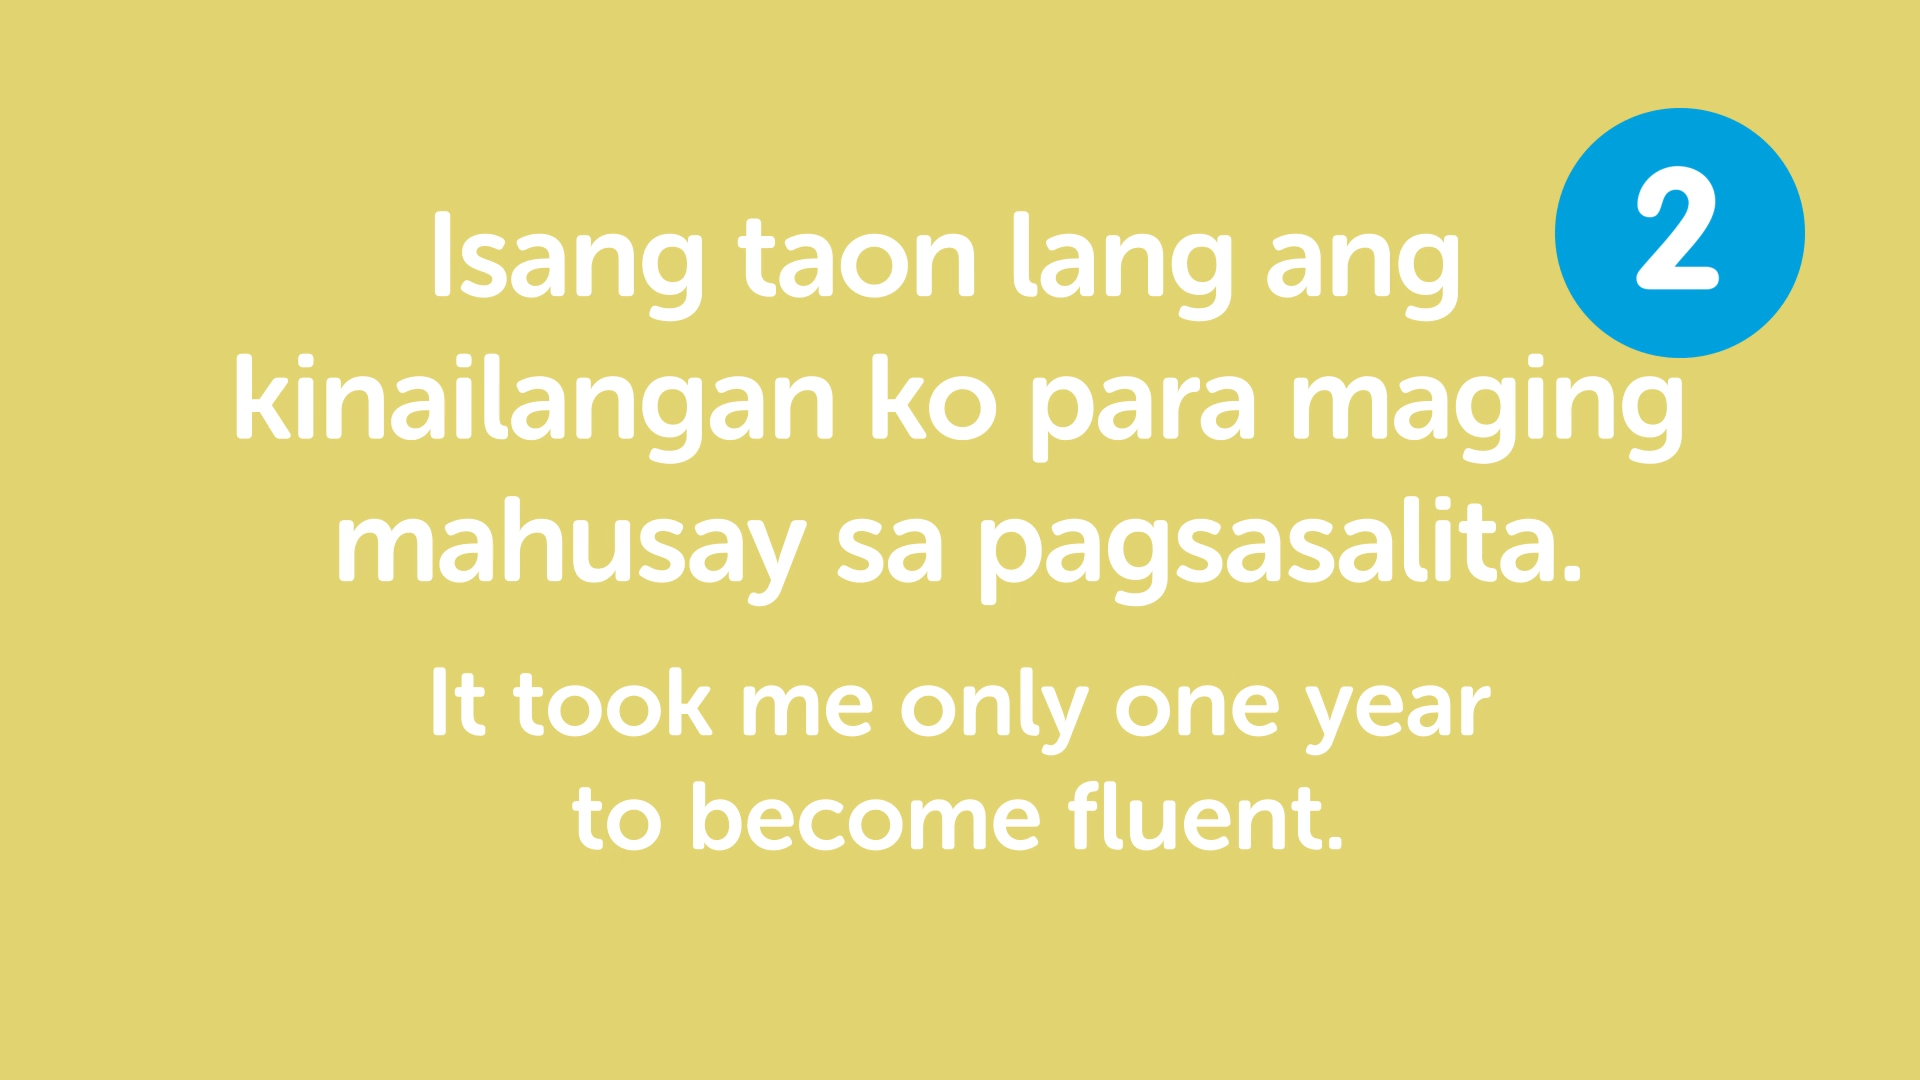 2
Isang taon lang ang
kinailangan ko para maging
mahusay sa pagsasalita.
It took me only one year
to become fluent.